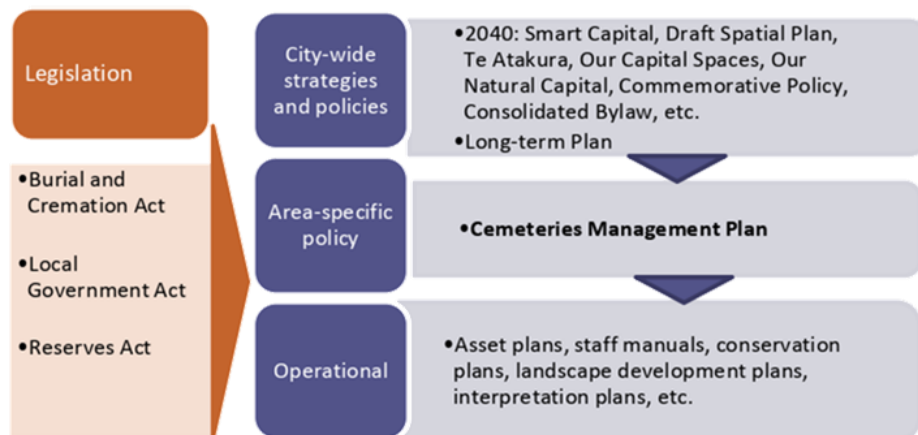 Legislation
•Burial and
Cremation Act
•Local
Government Act
•Reserves Act
City-wide
strategies
and policies
•2040: Smart Capital, Draft Spatial Plan,
Te Atakura, Our Capital Spaces, Our
Natural Capital, Commemorative Policy,
Consolidated Bylaw, etc.
•Long-term Plan
Area-specific
policy
•Cemeteries Management Plan
Operational
•Asset plans, staff manuals, conservation
plans, landscape development plans,
interpretation plans, etc.